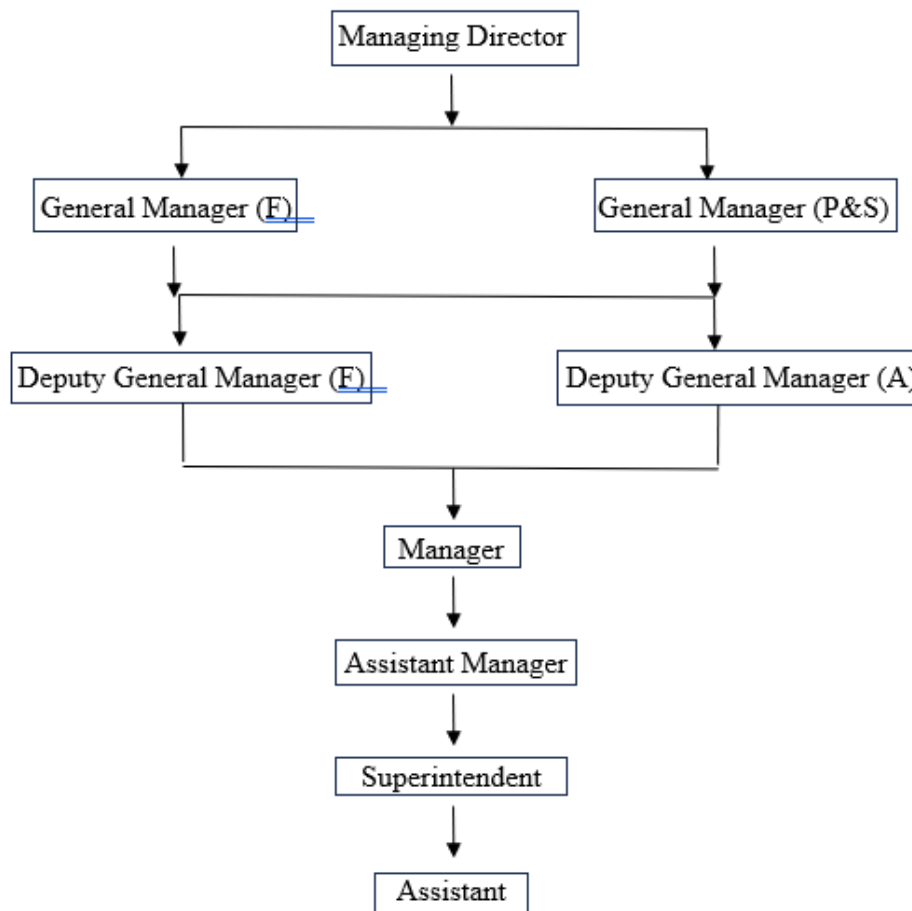 Managing Director
General Manager (F)
General Manager (P&S)
Deputy General Manager (F)
Deputy General Manager (A)
Manager
Assistant Manager
Superintendent
Assistant